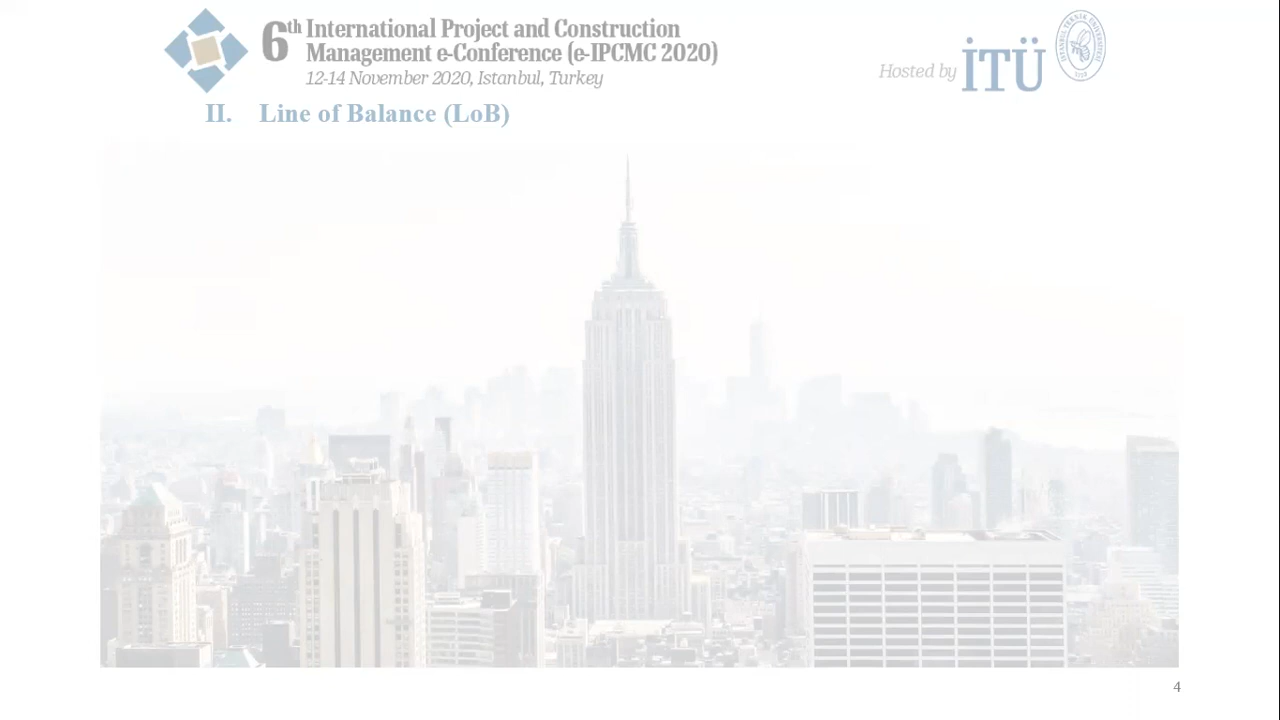 6th International Project and Construction
Management e-Conference (e-IPCMC 2020)
12-14 November 2020, Istanbul, Turkey
Hosted by İTÜ
II. Line of Balance (LoB)
4